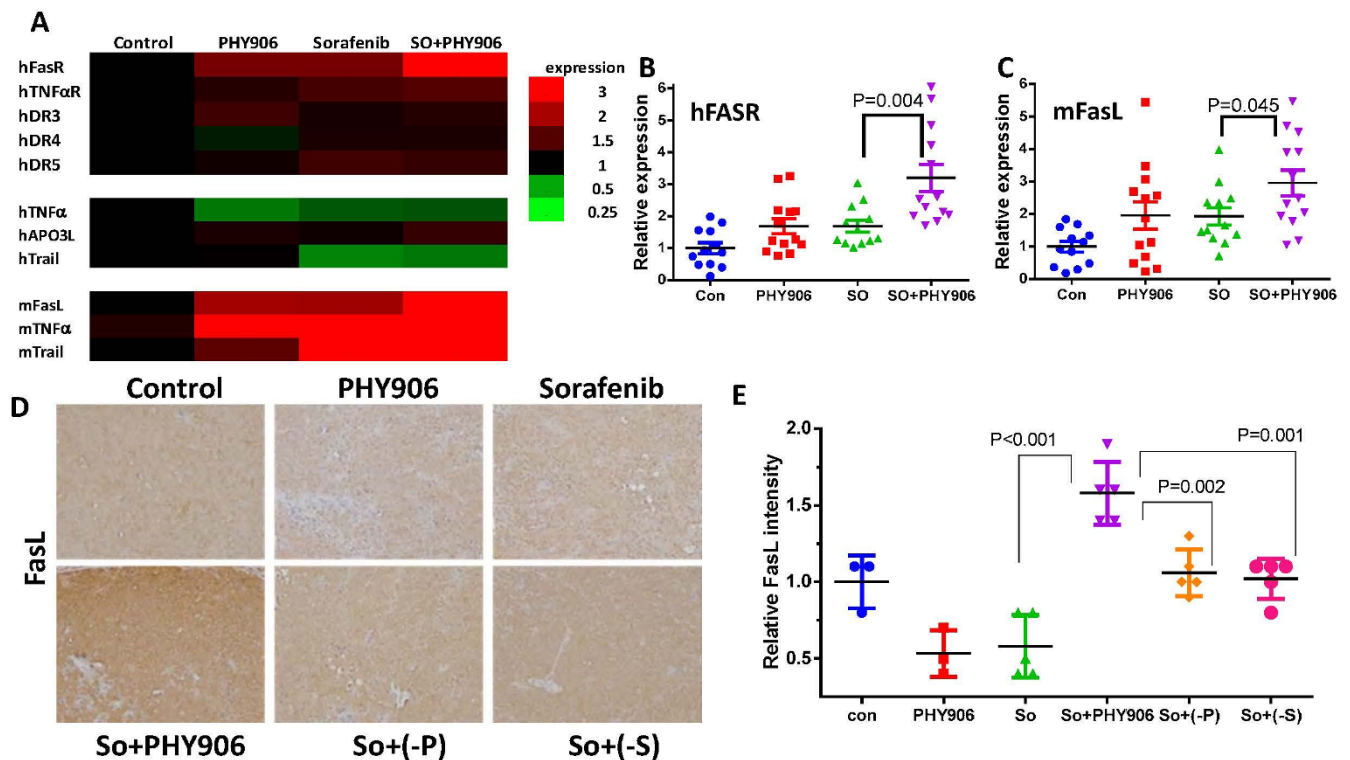 A
Control PHY906 Sorafenib SO+PHY906
hFasR
hTNFαR
hDR3
hDR4
hDR5
hTNFα
hAPO3L
hTrail
mFasL
mTNFα
mTrail
expression
3
2
1.5
1
0.5
0.25
B
hFASR
P=0.004
Relative expression
6
5
4
3
2
1
0
Con PHY906 SO SO+PHY906
C
mFasL
P=0.045
Relative expression
6
5
4
3
2
1
0
Con PHY906 SO SO+PHY906
D
Control PHY906 Sorafenib
FasL
So+PHY906 So+(-P) So+(-S)
E
Relative FasL intensity
2.0
1.5
1.0
0.5
P<0.001
P=0.001
P=0.002
con PHY906 So So+PHY906 So+(-P) So+(-S)